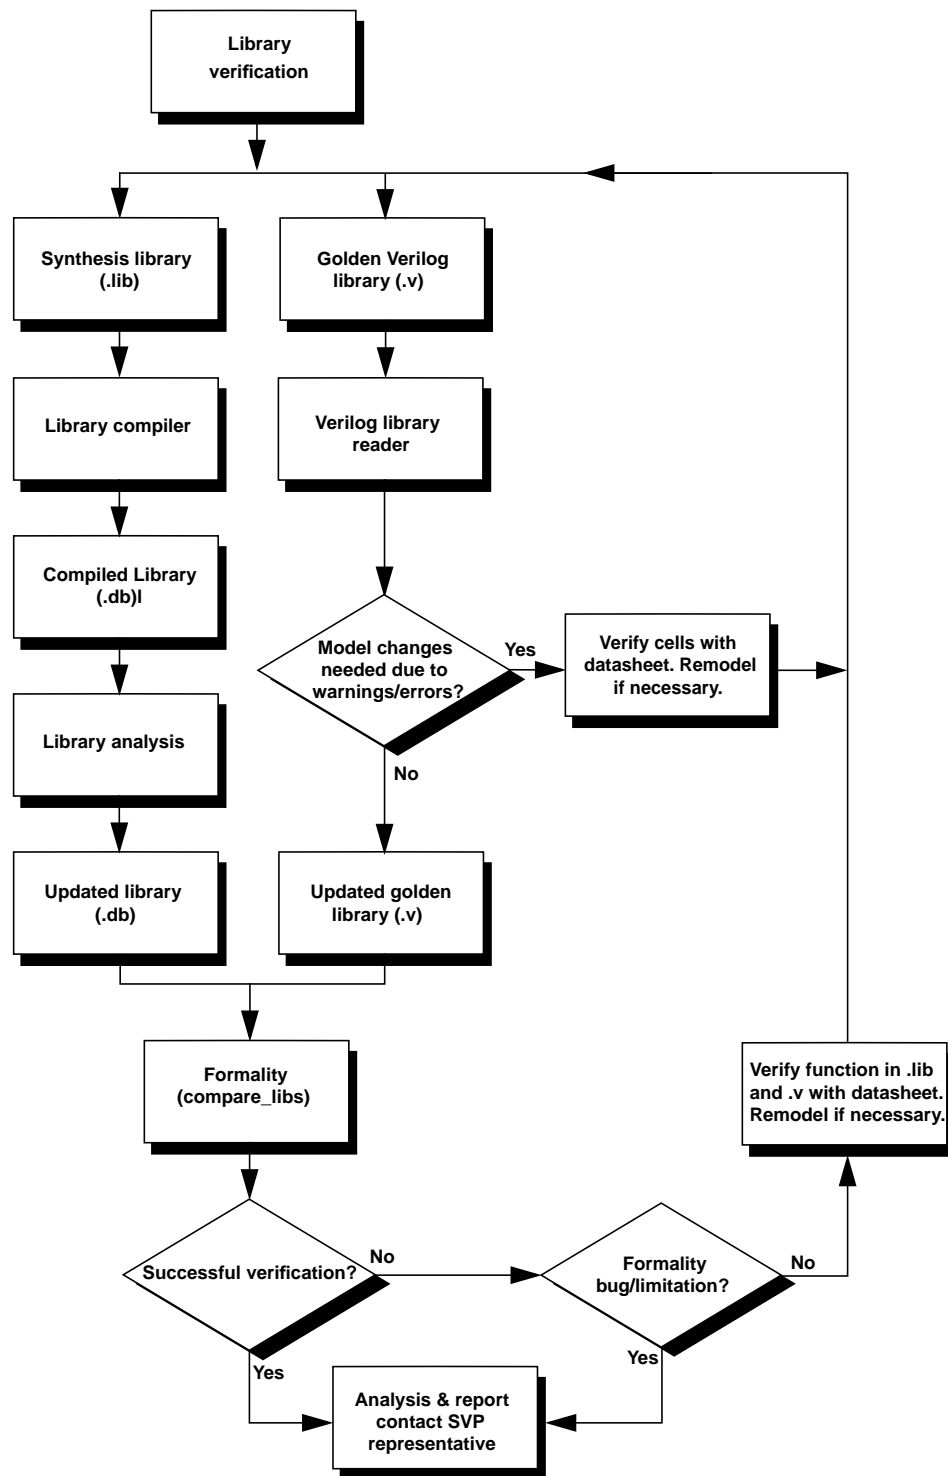 Library
verification
Synthesis library
(.lib)
Golden Verilog
library (.v)
Library compiler
Verilog library
reader
Compiled Library
(.db)l
Model changes
needed due to
warnings/errors?
Yes
Verify cells with
datasheet. Remodel
if necessary.
Library analysis
No
Updated library
(.db)
Updated golden
library (.v)
Formality
(compare_libs)
Verify function in .lib
and .v with datasheet.
Remodel if necessary.
Successful verification?
No
Formality
bug/limitation?
No
Yes
Yes
Analysis & report
contact SVP
representative